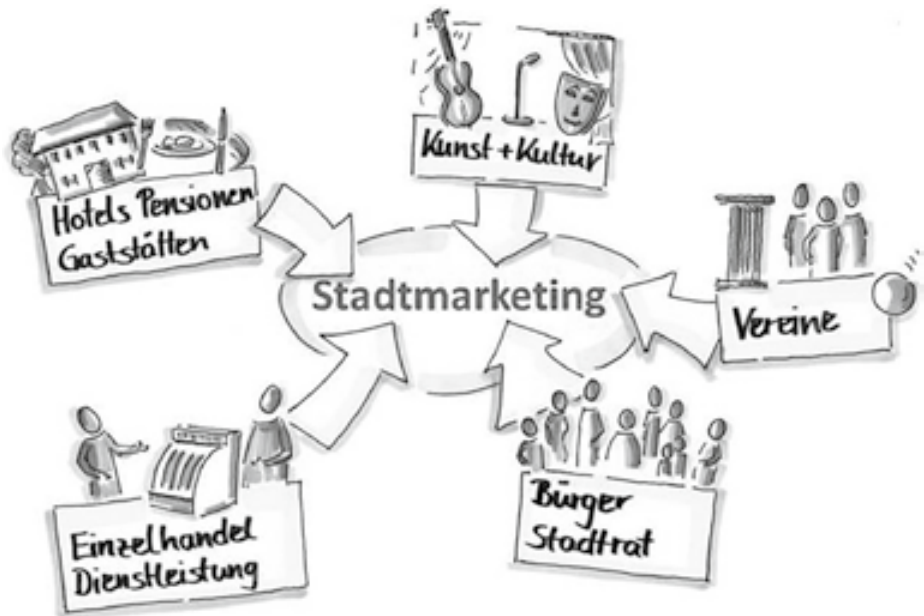 Kunst + Kultur
Hotels Pensionen
Gaststätten
Stadtmarketing
Vereine
Einzelhandel
Dienstleistung
Bürger
Stadtrat